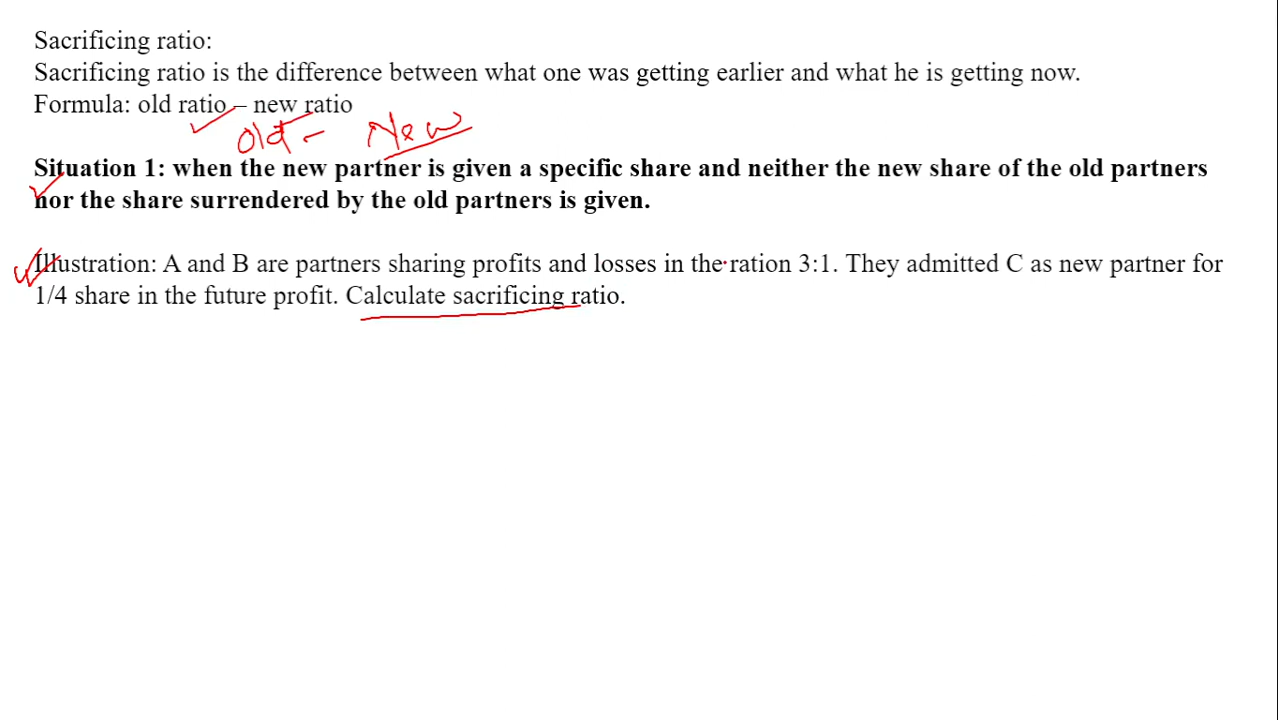 Sacrificing ratio:
Sacrificing ratio is the difference between what one was getting earlier and what he is getting now.
Formula: old ratio – new ratio
Old - New
Situation 1: when the new partner is given a specific share and neither the new share of the old partners
nor the share surrendered by the old partners is given.
Illustration: A and B are partners sharing profits and losses in the ration 3:1. They admitted C as new partner for
1/4 share in the future profit. Calculate sacrificing ratio.